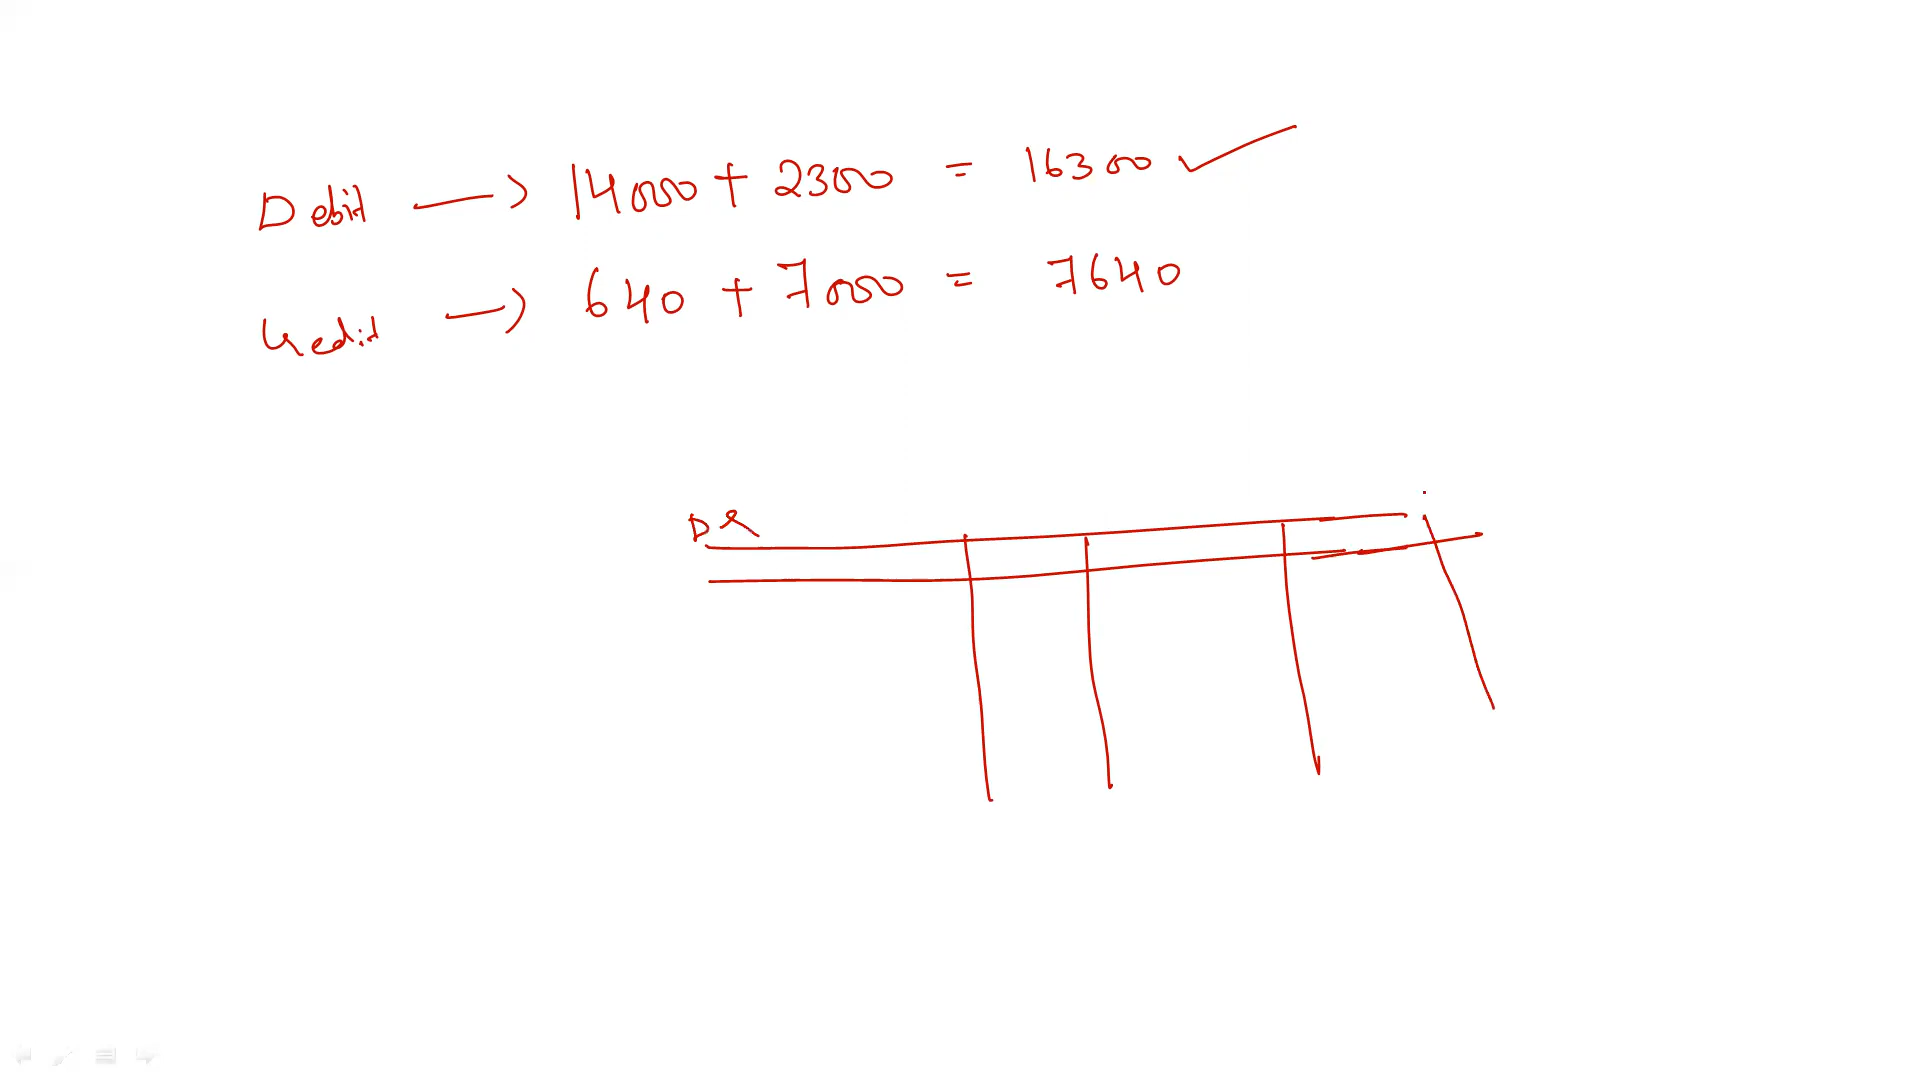 Debit → 14000 + 2300 = 16300 ✓
Credit → 640 + 7000 = 7640
DR